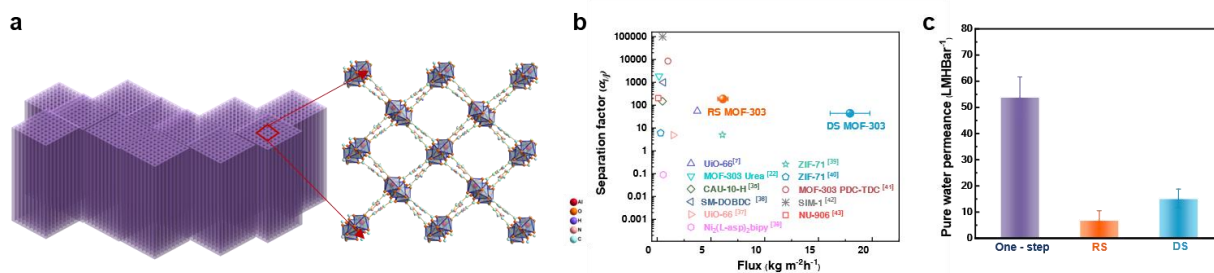 a
Al
O
H
N
C
b
Separation factor (αi/j)
100000
10000
1000
100
10
1
0.1
0.01
0.001
RS MOF-303
DS MOF-303
UiO-66[7]
MOF-303 Urea [22]
CAU-10-H [35]
SM-DOBDC [36]
UiO-66 [37]
Ni2(L-asp)2bipy [38]
ZIF-71 [39]
ZIF-71 [40]
MOF-303 PDC-TDC [41]
SIM-1 [42]
NU-906 [43]
0
5
10
15
20
Flux (kg m-2h-1)
c
Pure water permeance (LMHBar-1)
80
70
60
50
40
30
20
10
0
One - step
RS
DS